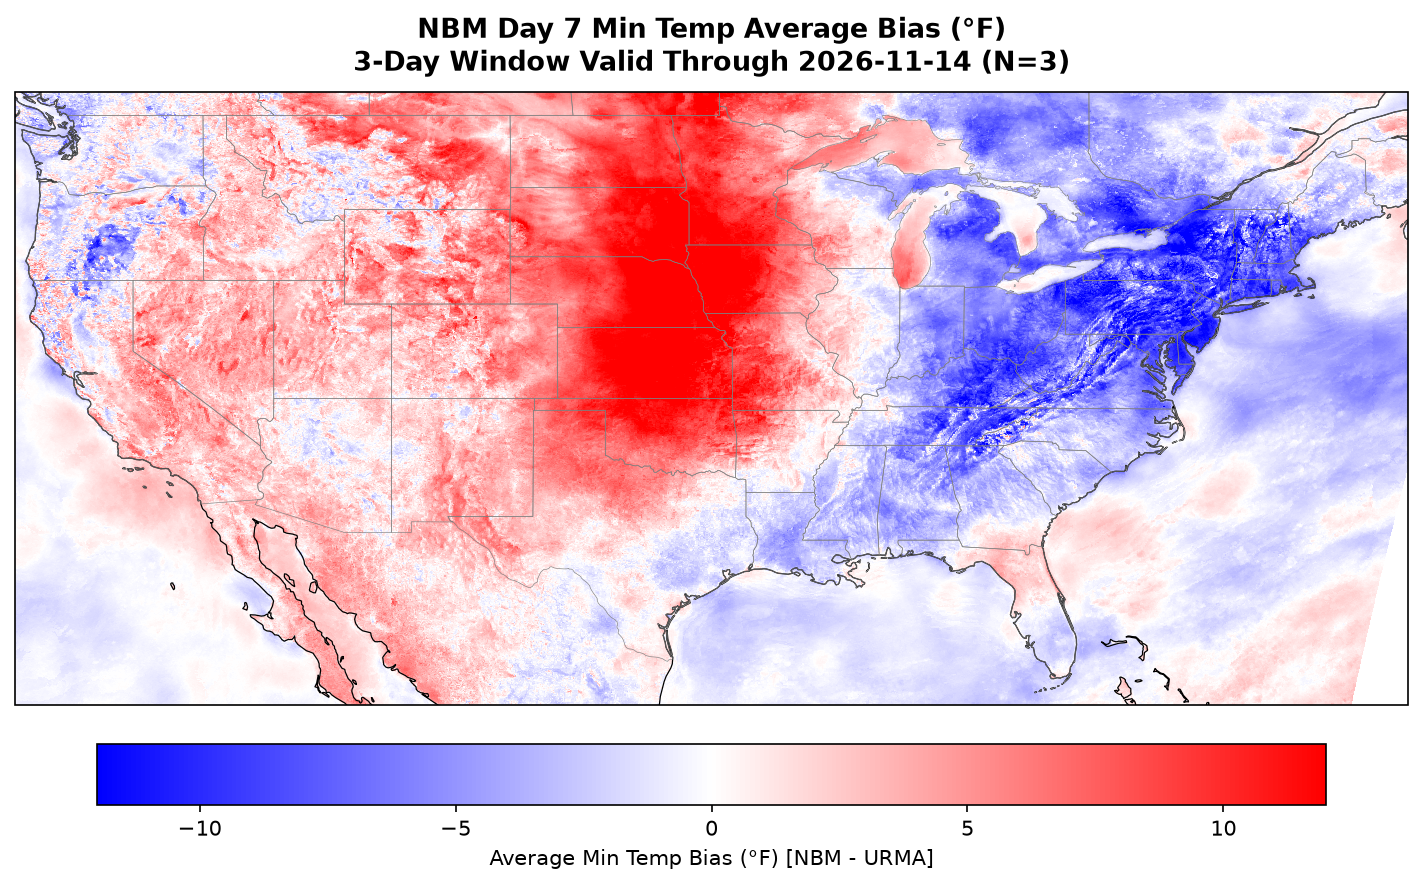 NBM Day 7 Min Temp Average Bias (°F)
3-Day Window Valid Through 2026-11-14 (N=3)
−10 −5 0 5 10
Average Min Temp Bias (°F) [NBM - URMA]